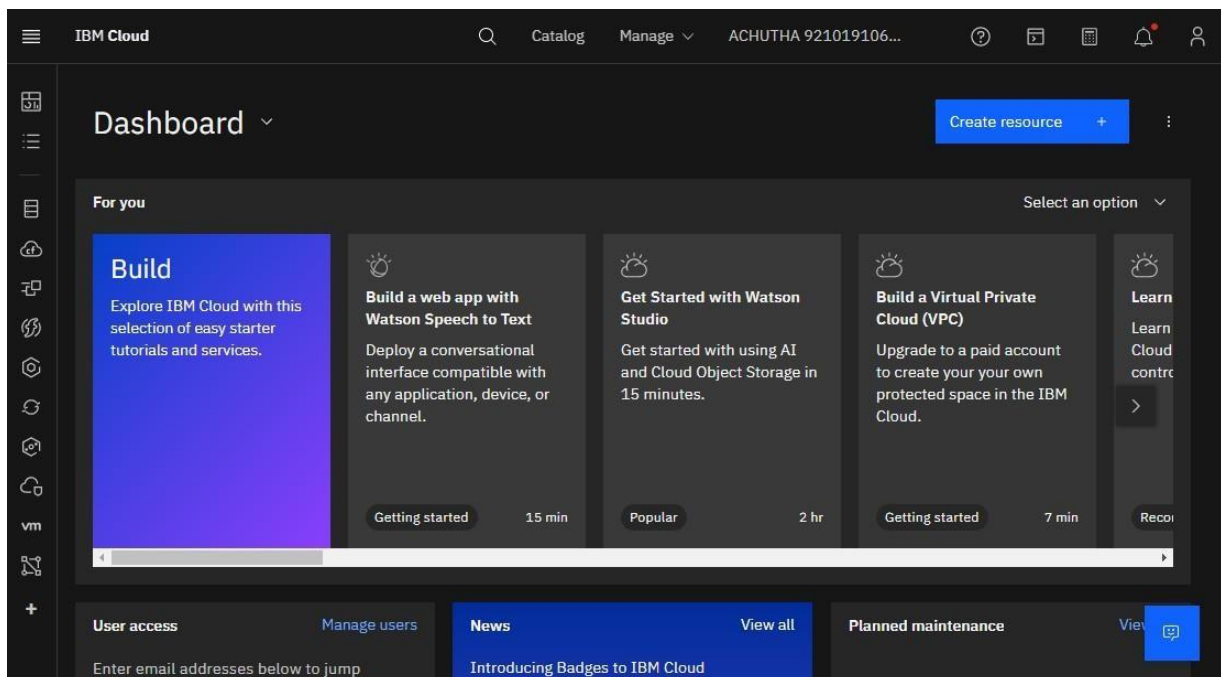 IBM Cloud
Catalog
Manage
ACHUTHA 921019106...
Dashboard
Create resource +
For you
Select an option
Build
Explore IBM Cloud with this
selection of easy starter
tutorials and services.
Build a web app with
Watson Speech to Text
Deploy a conversational
interface compatible with
any application, device, or
channel.
Getting started
15 min
Get Started with Watson
Studio
Get started with using AI
and Cloud Object Storage in
15 minutes.
Popular
2 hr
Build a Virtual Private
Cloud (VPC)
Upgrade to a paid account
to create your your own
protected space in the IBM
Cloud.
Getting started
7 min
Learn
Learn
Cloud
contro
Recor
cf
vm
User access
Manage users
Enter email addresses below to jump
News
View all
Introducing Badges to IBM Cloud
Planned maintenance